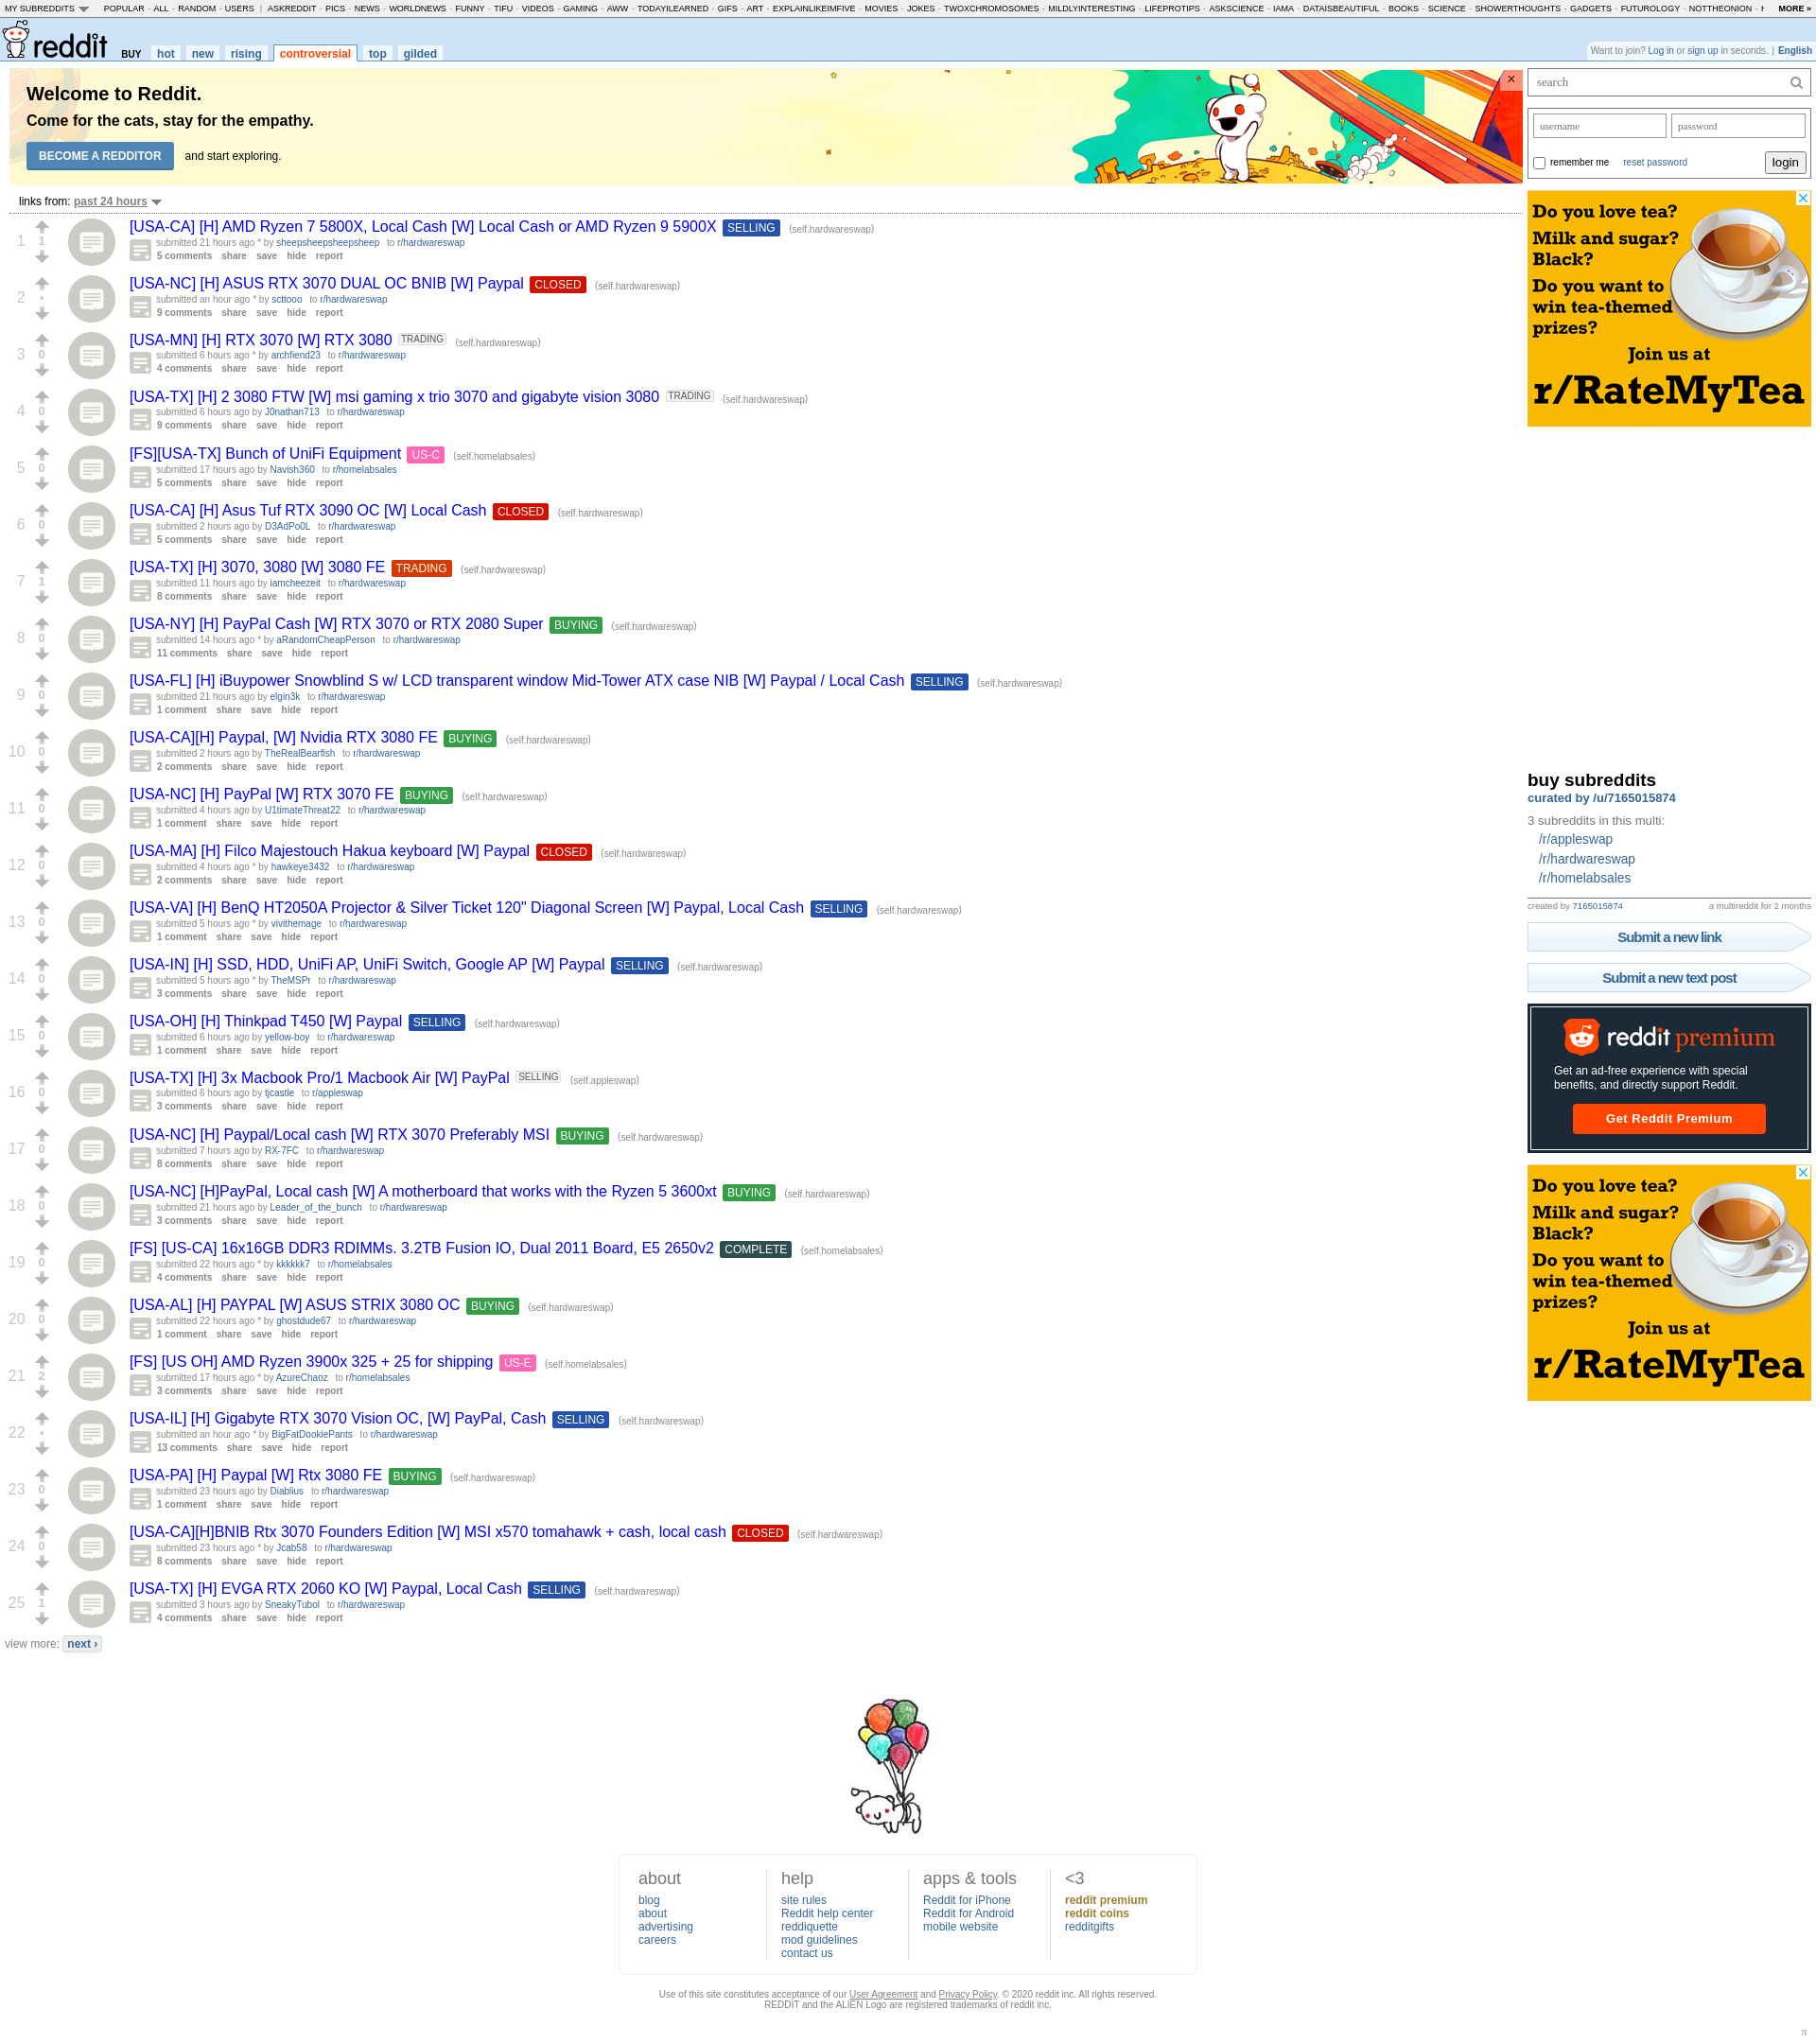 MY SUBREDDITS POPULAR - ALL - RANDOM - USERS | ASKREDDIT - PICS - NEWS - WORLDNEWS - FUNNY - TIFU - VIDEOS - GAMING - AWW - TODAYILEARNED - GIFS - ART - EXPLAINLIKEIMFIVE - MOVIES - JOKES - TWOXCHROMOSOMES - MILDLYINTERESTING - LIFEPROTIPS - ASKSCIENCE - IAMA - DATAISBEAUTIFUL - BOOKS - SCIENCE - SHOWERTHOUGHTS - GADGETS - FUTUROLOGY - NOTTHEONION - MORE »
reddit BUY hot new rising controversial top gilded
Want to join? Log in or sign up in seconds. | English
Welcome to Reddit.
Come for the cats, stay for the empathy.
BECOME A REDDITOR and start exploring.
links from: past 24 hours
1 1 [USA-CA] [H] AMD Ryzen 7 5800X, Local Cash [W] Local Cash or AMD Ryzen 9 5900X SELLING (self.hardwareswap)
submitted 21 hours ago * by sheepsheepsheepsheep to r/hardwareswap
5 comments share save hide report
2 • [USA-NC] [H] ASUS RTX 3070 DUAL OC BNIB [W] Paypal CLOSED (self.hardwareswap)
submitted an hour ago * by scttooo to r/hardwareswap
9 comments share save hide report
3 0 [USA-MN] [H] RTX 3070 [W] RTX 3080 TRADING (self.hardwareswap)
submitted 6 hours ago * by archfiend23 to r/hardwareswap
4 comments share save hide report
4 0 [USA-TX] [H] 2 3080 FTW [W] msi gaming x trio 3070 and gigabyte vision 3080 TRADING (self.hardwareswap)
submitted 6 hours ago by J0nathan713 to r/hardwareswap
9 comments share save hide report
5 0 [FS][USA-TX] Bunch of UniFi Equipment US-C (self.homelabsales)
submitted 17 hours ago by Navish360 to r/homelabsales
5 comments share save hide report
6 0 [USA-CA] [H] Asus Tuf RTX 3090 OC [W] Local Cash CLOSED (self.hardwareswap)
submitted 2 hours ago by D3AdPo0L to r/hardwareswap
5 comments share save hide report
7 1 [USA-TX] [H] 3070, 3080 [W] 3080 FE TRADING (self.hardwareswap)
submitted 11 hours ago by iamcheezeit to r/hardwareswap
8 comments share save hide report
8 0 [USA-NY] [H] PayPal Cash [W] RTX 3070 or RTX 2080 Super BUYING (self.hardwareswap)
submitted 14 hours ago * by aRandomCheapPerson to r/hardwareswap
11 comments share save hide report
9 0 [USA-FL] [H] iBuypower Snowblind S w/ LCD transparent window Mid-Tower ATX case NIB [W] Paypal / Local Cash SELLING (self.hardwareswap)
submitted 21 hours ago by elgin3k to r/hardwareswap
1 comment share save hide report
10 0 [USA-CA][H] Paypal, [W] Nvidia RTX 3080 FE BUYING (self.hardwareswap)
submitted 2 hours ago by TheRealBearfish to r/hardwareswap
2 comments share save hide report
11 0 [USA-NC] [H] PayPal [W] RTX 3070 FE BUYING (self.hardwareswap)
submitted 4 hours ago by U1timateThreat22 to r/hardwareswap
1 comment share save hide report
12 0 [USA-MA] [H] Filco Majestouch Hakua keyboard [W] Paypal CLOSED (self.hardwareswap)
submitted 4 hours ago * by hawkeye3432 to r/hardwareswap
2 comments share save hide report
13 0 [USA-VA] [H] BenQ HT2050A Projector & Silver Ticket 120" Diagonal Screen [W] Paypal, Local Cash SELLING (self.hardwareswap)
submitted 5 hours ago * by vivithemage to r/hardwareswap
1 comment share save hide report
14 0 [USA-IN] [H] SSD, HDD, UniFi AP, UniFi Switch, Google AP [W] Paypal SELLING (self.hardwareswap)
submitted 5 hours ago * by TheMSPr to r/hardwareswap
3 comments share save hide report
15 0 [USA-OH] [H] Thinkpad T450 [W] Paypal SELLING (self.hardwareswap)
submitted 6 hours ago by yellow-boy to r/hardwareswap
1 comment share save hide report
16 0 [USA-TX] [H] 3x Macbook Pro/1 Macbook Air [W] PayPal SELLING (self.appleswap)
submitted 6 hours ago by tjcastle to r/appleswap
3 comments share save hide report
17 0 [USA-NC] [H] Paypal/Local cash [W] RTX 3070 Preferably MSI BUYING (self.hardwareswap)
submitted 7 hours ago by RX-7FC to r/hardwareswap
8 comments share save hide report
18 0 [USA-NC] [H]PayPal, Local cash [W] A motherboard that works with the Ryzen 5 3600xt BUYING (self.hardwareswap)
submitted 21 hours ago by Leader_of_the_bunch to r/hardwareswap
3 comments share save hide report
19 0 [FS] [US-CA] 16x16GB DDR3 RDIMMs. 3.2TB Fusion IO, Dual 2011 Board, E5 2650v2 COMPLETE (self.homelabsales)
submitted 22 hours ago * by kkkkkk7 to r/homelabsales
4 comments share save hide report
20 0 [USA-AL] [H] PAYPAL [W] ASUS STRIX 3080 OC BUYING (self.hardwareswap)
submitted 22 hours ago * by ghostdude67 to r/hardwareswap
1 comment share save hide report
21 2 [FS] [US OH] AMD Ryzen 3900x 325 + 25 for shipping US-E (self.homelabsales)
submitted 17 hours ago * by AzureChaoz to r/homelabsales
3 comments share save hide report
22 • [USA-IL] [H] Gigabyte RTX 3070 Vision OC, [W] PayPal, Cash SELLING (self.hardwareswap)
submitted an hour ago * by BigFatDookiePants to r/hardwareswap
13 comments share save hide report
23 0 [USA-PA] [H] Paypal [W] Rtx 3080 FE BUYING (self.hardwareswap)
submitted 23 hours ago by Diablius to r/hardwareswap
1 comment share save hide report
24 0 [USA-CA][H]BNIB Rtx 3070 Founders Edition [W] MSI x570 tomahawk + cash, local cash CLOSED (self.hardwareswap)
submitted 23 hours ago * by Jcab58 to r/hardwareswap
8 comments share save hide report
25 1 [USA-TX] [H] EVGA RTX 2060 KO [W] Paypal, Local Cash SELLING (self.hardwareswap)
submitted 3 hours ago by SneakyTubol to r/hardwareswap
4 comments share save hide report
view more: next ›
search
username password
remember me reset password login
Do you love tea?
Milk and sugar?
Black?
Do you want to
win tea-themed
prizes?
Join us at
r/RateMyTea
buy subreddits
curated by /u/7165015874
3 subreddits in this multi:
/r/appleswap
/r/hardwareswap
/r/homelabsales
created by 7165015874 a multireddit for 2 months
Submit a new link
Submit a new text post
reddit premium
Get an ad-free experience with special
benefits, and directly support Reddit.
Get Reddit Premium
Do you love tea?
Milk and sugar?
Black?
Do you want to
win tea-themed
prizes?
Join us at
r/RateMyTea
about
blog
about
advertising
careers
help
site rules
Reddit help center
reddiquette
mod guidelines
contact us
apps & tools
Reddit for iPhone
Reddit for Android
mobile website
<3
reddit premium
reddit coins
redditgifts
Use of this site constitutes acceptance of our User Agreement and Privacy Policy. © 2020 reddit inc. All rights reserved.
REDDIT and the ALIEN Logo are registered trademarks of reddit inc.
π